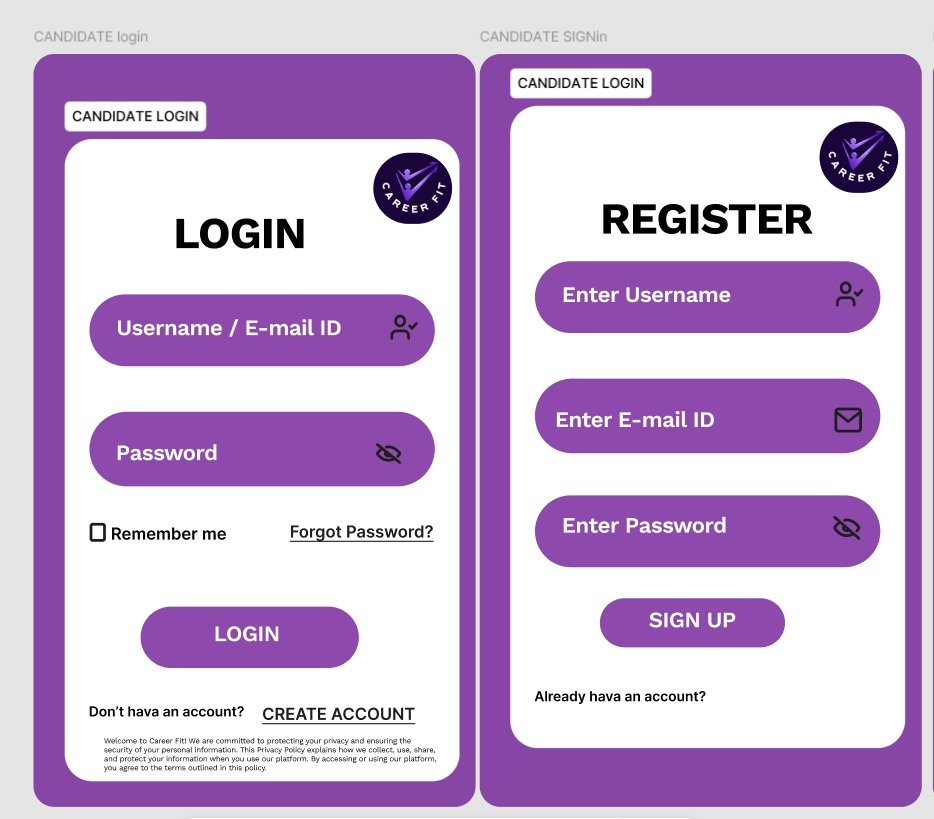 CANDIDATE login
CANDIDATE LOGIN
CAREER FIT
LOGIN
Username / E-mail ID
Password
Remember me
Forgot Password?
LOGIN
Don't hava an account?
CREATE ACCOUNT
Welcome to Career Fit! We are committed to protecting your privacy and ensuring the
security of your personal information. This Privacy Policy explains how we collect, use, share,
and protect your information when you use our platform. By accessing or using our platform,
you agree to the terms outlined in this policy.
CANDIDATE SIGNin
CANDIDATE LOGIN
CAREER FIT
REGISTER
Enter Username
Enter E-mail ID
Enter Password
SIGN UP
Already hava an account?